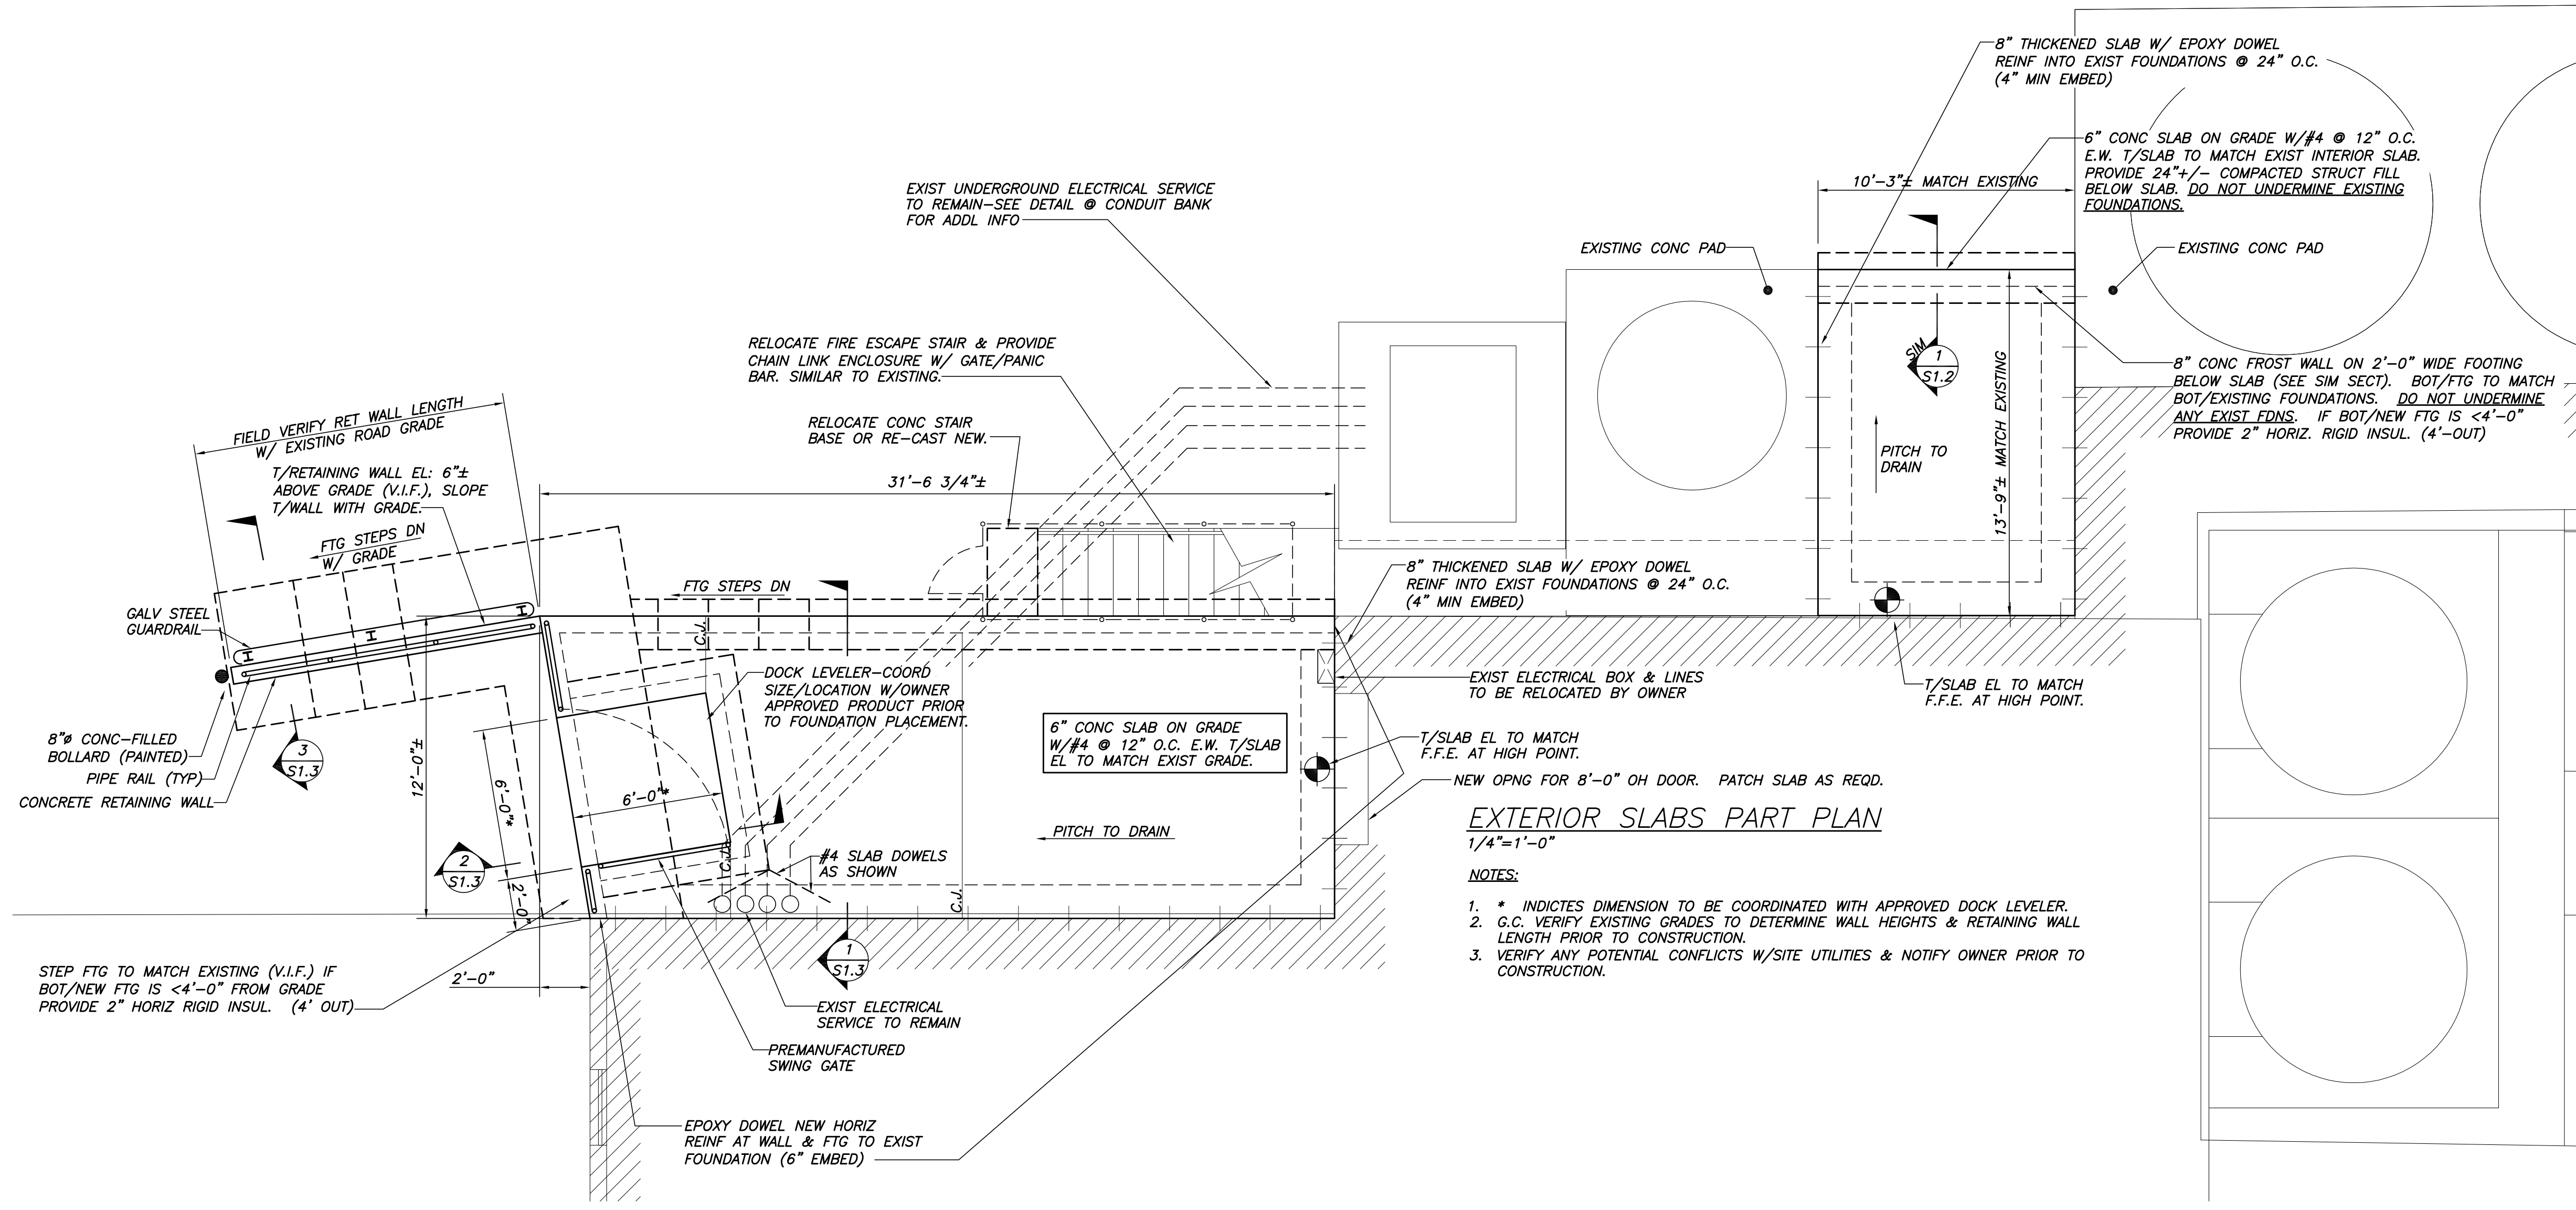 8" THICKENED SLAB W/ EPOXY DOWEL
REINF INTO EXIST FOUNDATIONS @ 24" O.C.
(4" MIN EMBED)
6" CONC SLAB ON GRADE W/#4 @ 12" O.C.
E.W. T/SLAB TO MATCH EXIST INTERIOR SLAB.
PROVIDE 24"+/- COMPACTED STRUCT FILL
BELOW SLAB. DO NOT UNDERMINE EXISTING
FOUNDATIONS.
10'-3"± MATCH EXISTING
EXIST UNDERGROUND ELECTRICAL SERVICE
TO REMAIN-SEE DETAIL @ CONDUIT BANK
FOR ADDL INFO
EXISTING CONC PAD
EXISTING CONC PAD
RELOCATE FIRE ESCAPE STAIR & PROVIDE
CHAIN LINK ENCLOSURE W/ GATE/PANIC
BAR. SIMILAR TO EXISTING.
SIM
1
S1.2
8" CONC FROST WALL ON 2'-0" WIDE FOOTING
BELOW SLAB (SEE SIM SECT). BOT/FTG TO MATCH
BOT/EXISTING FOUNDATIONS. DO NOT UNDERMINE
ANY EXIST FDNS. IF BOT/NEW FTG IS <4'-0"
PROVIDE 2" HORIZ. RIGID INSUL. (4'-OUT)
FIELD VERIFY RET WALL LENGTH
W/ EXISTING ROAD GRADE
RELOCATE CONC STAIR
BASE OR RE-CAST NEW.
PITCH TO
DRAIN
13'-9"± MATCH EXISTING
T/RETAINING WALL EL: 6"±
ABOVE GRADE (V.I.F.), SLOPE
T/WALL WITH GRADE.
31'-6 3/4"±
FTG STEPS DN
W/ GRADE
FTG STEPS DN
8" THICKENED SLAB W/ EPOXY DOWEL
REINF INTO EXIST FOUNDATIONS @ 24" O.C.
(4" MIN EMBED)
GALV STEEL
GUARDRAIL
C.J.
DOCK LEVELER-COORD
SIZE/LOCATION W/OWNER
APPROVED PRODUCT PRIOR
TO FOUNDATION PLACEMENT.
EXIST ELECTRICAL BOX & LINES
TO BE RELOCATED BY OWNER
T/SLAB EL TO MATCH
F.F.E. AT HIGH POINT.
8"ø CONC-FILLED
BOLLARD (PAINTED)
PIPE RAIL (TYP)
CONCRETE RETAINING WALL
3
S1.3
12'-0"±
6" CONC SLAB ON GRADE
W/#4 @ 12" O.C. E.W. T/SLAB
EL TO MATCH EXIST GRADE.
T/SLAB EL TO MATCH
F.F.E. AT HIGH POINT.
NEW OPNG FOR 8'-0" OH DOOR. PATCH SLAB AS REQD.
6'-0"*
6'-0"*
EXTERIOR SLABS PART PLAN
1/4"=1'-0"
PITCH TO DRAIN
2
S1.3
2'-0"*
C.J.
#4 SLAB DOWELS
AS SHOWN
C.J.
NOTES:
1. * INDICTES DIMENSION TO BE COORDINATED WITH APPROVED DOCK LEVELER.
2. G.C. VERIFY EXISTING GRADES TO DETERMINE WALL HEIGHTS & RETAINING WALL
LENGTH PRIOR TO CONSTRUCTION.
3. VERIFY ANY POTENTIAL CONFLICTS W/SITE UTILITIES & NOTIFY OWNER PRIOR TO
CONSTRUCTION.
1
S1.3
STEP FTG TO MATCH EXISTING (V.I.F.) IF
BOT/NEW FTG IS <4'-0" FROM GRADE
PROVIDE 2" HORIZ RIGID INSUL. (4' OUT)
2'-0"
EXIST ELECTRICAL
SERVICE TO REMAIN
PREMANUFACTURED
SWING GATE
EPOXY DOWEL NEW HORIZ
REINF AT WALL & FTG TO EXIST
FOUNDATION (6" EMBED)